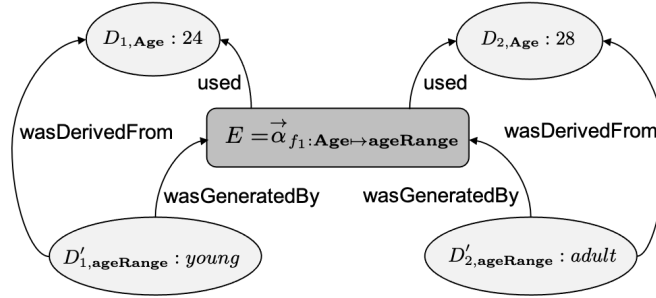 D₁,Age : 24
D₂,Age : 28
used
used
wasDerivedFrom
E = α⃗ f₁:Age↦ageRange
wasDerivedFrom
wasGeneratedBy
wasGeneratedBy
D′₁,ageRange : young
D′₂,ageRange : adult